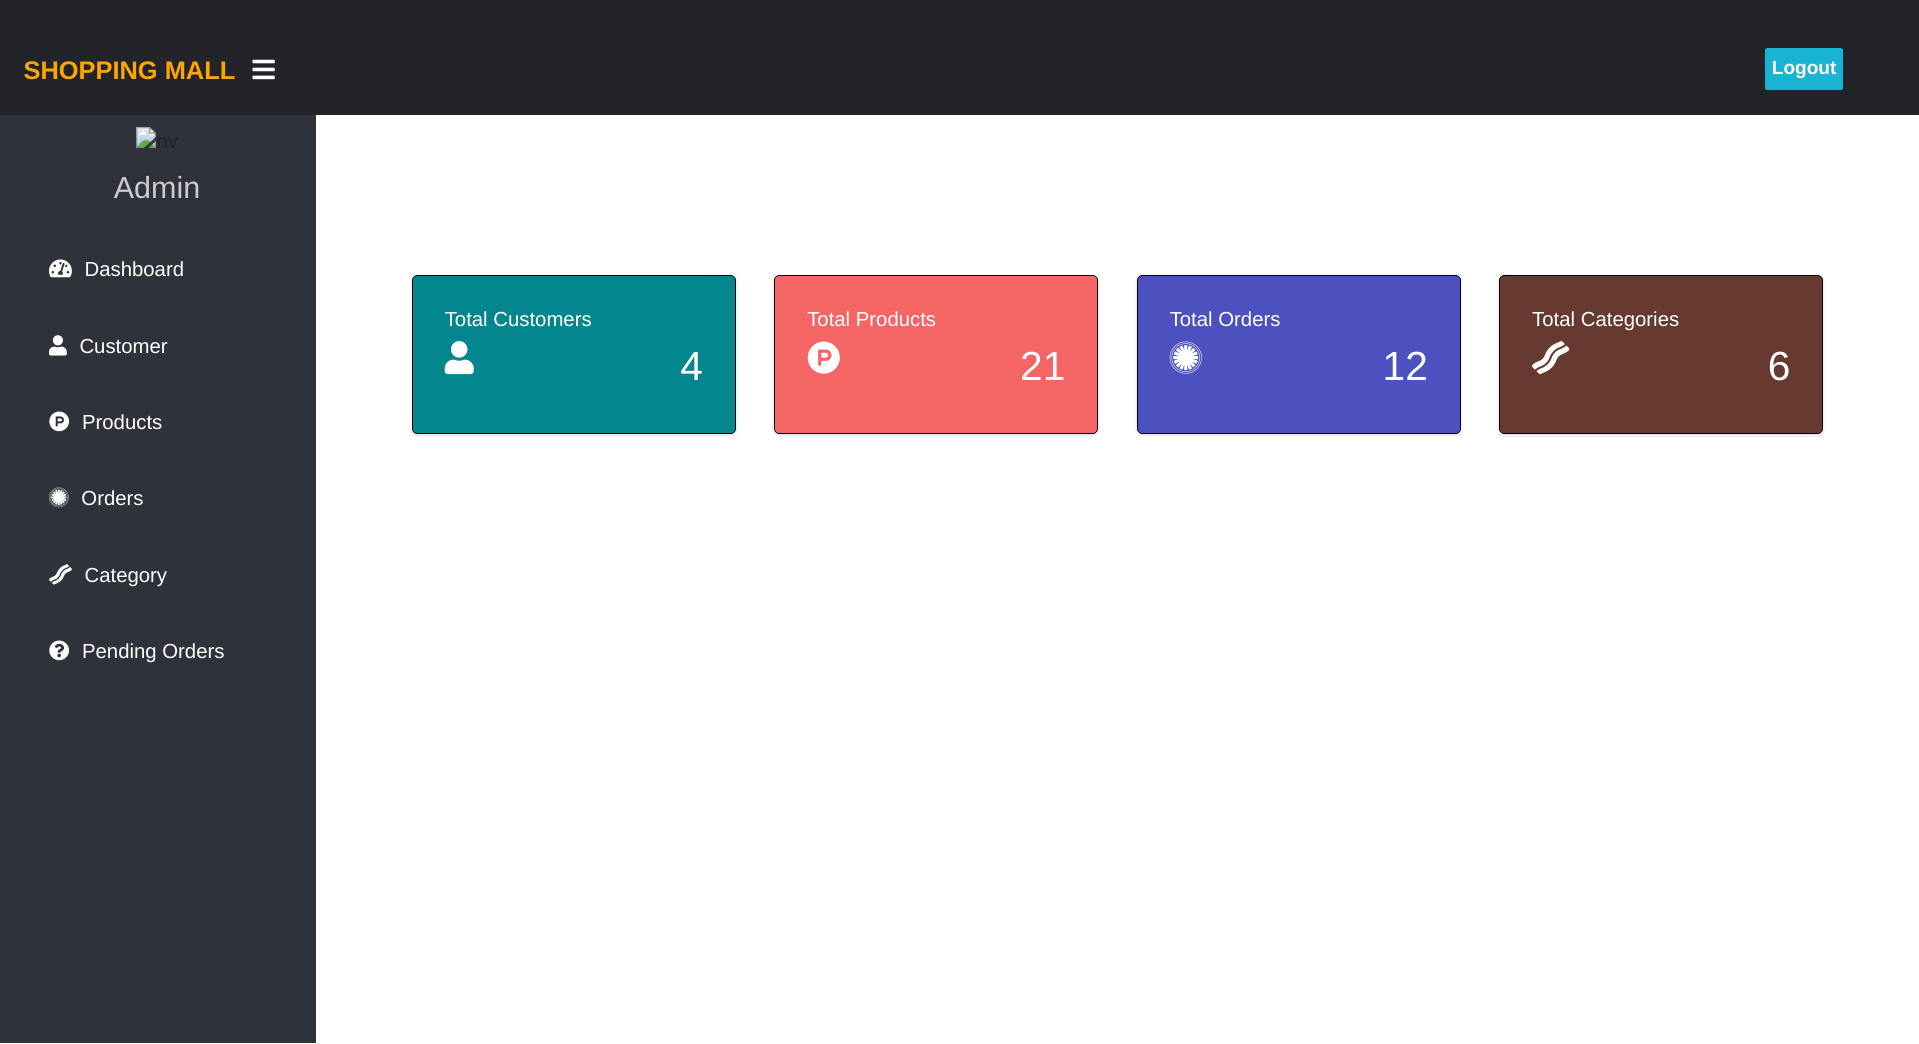 SHOPPING MALL
Logout
Admin
Dashboard
Customer
Products
Orders
Category
Pending Orders
Total Customers
4
Total Products
21
Total Orders
12
Total Categories
6